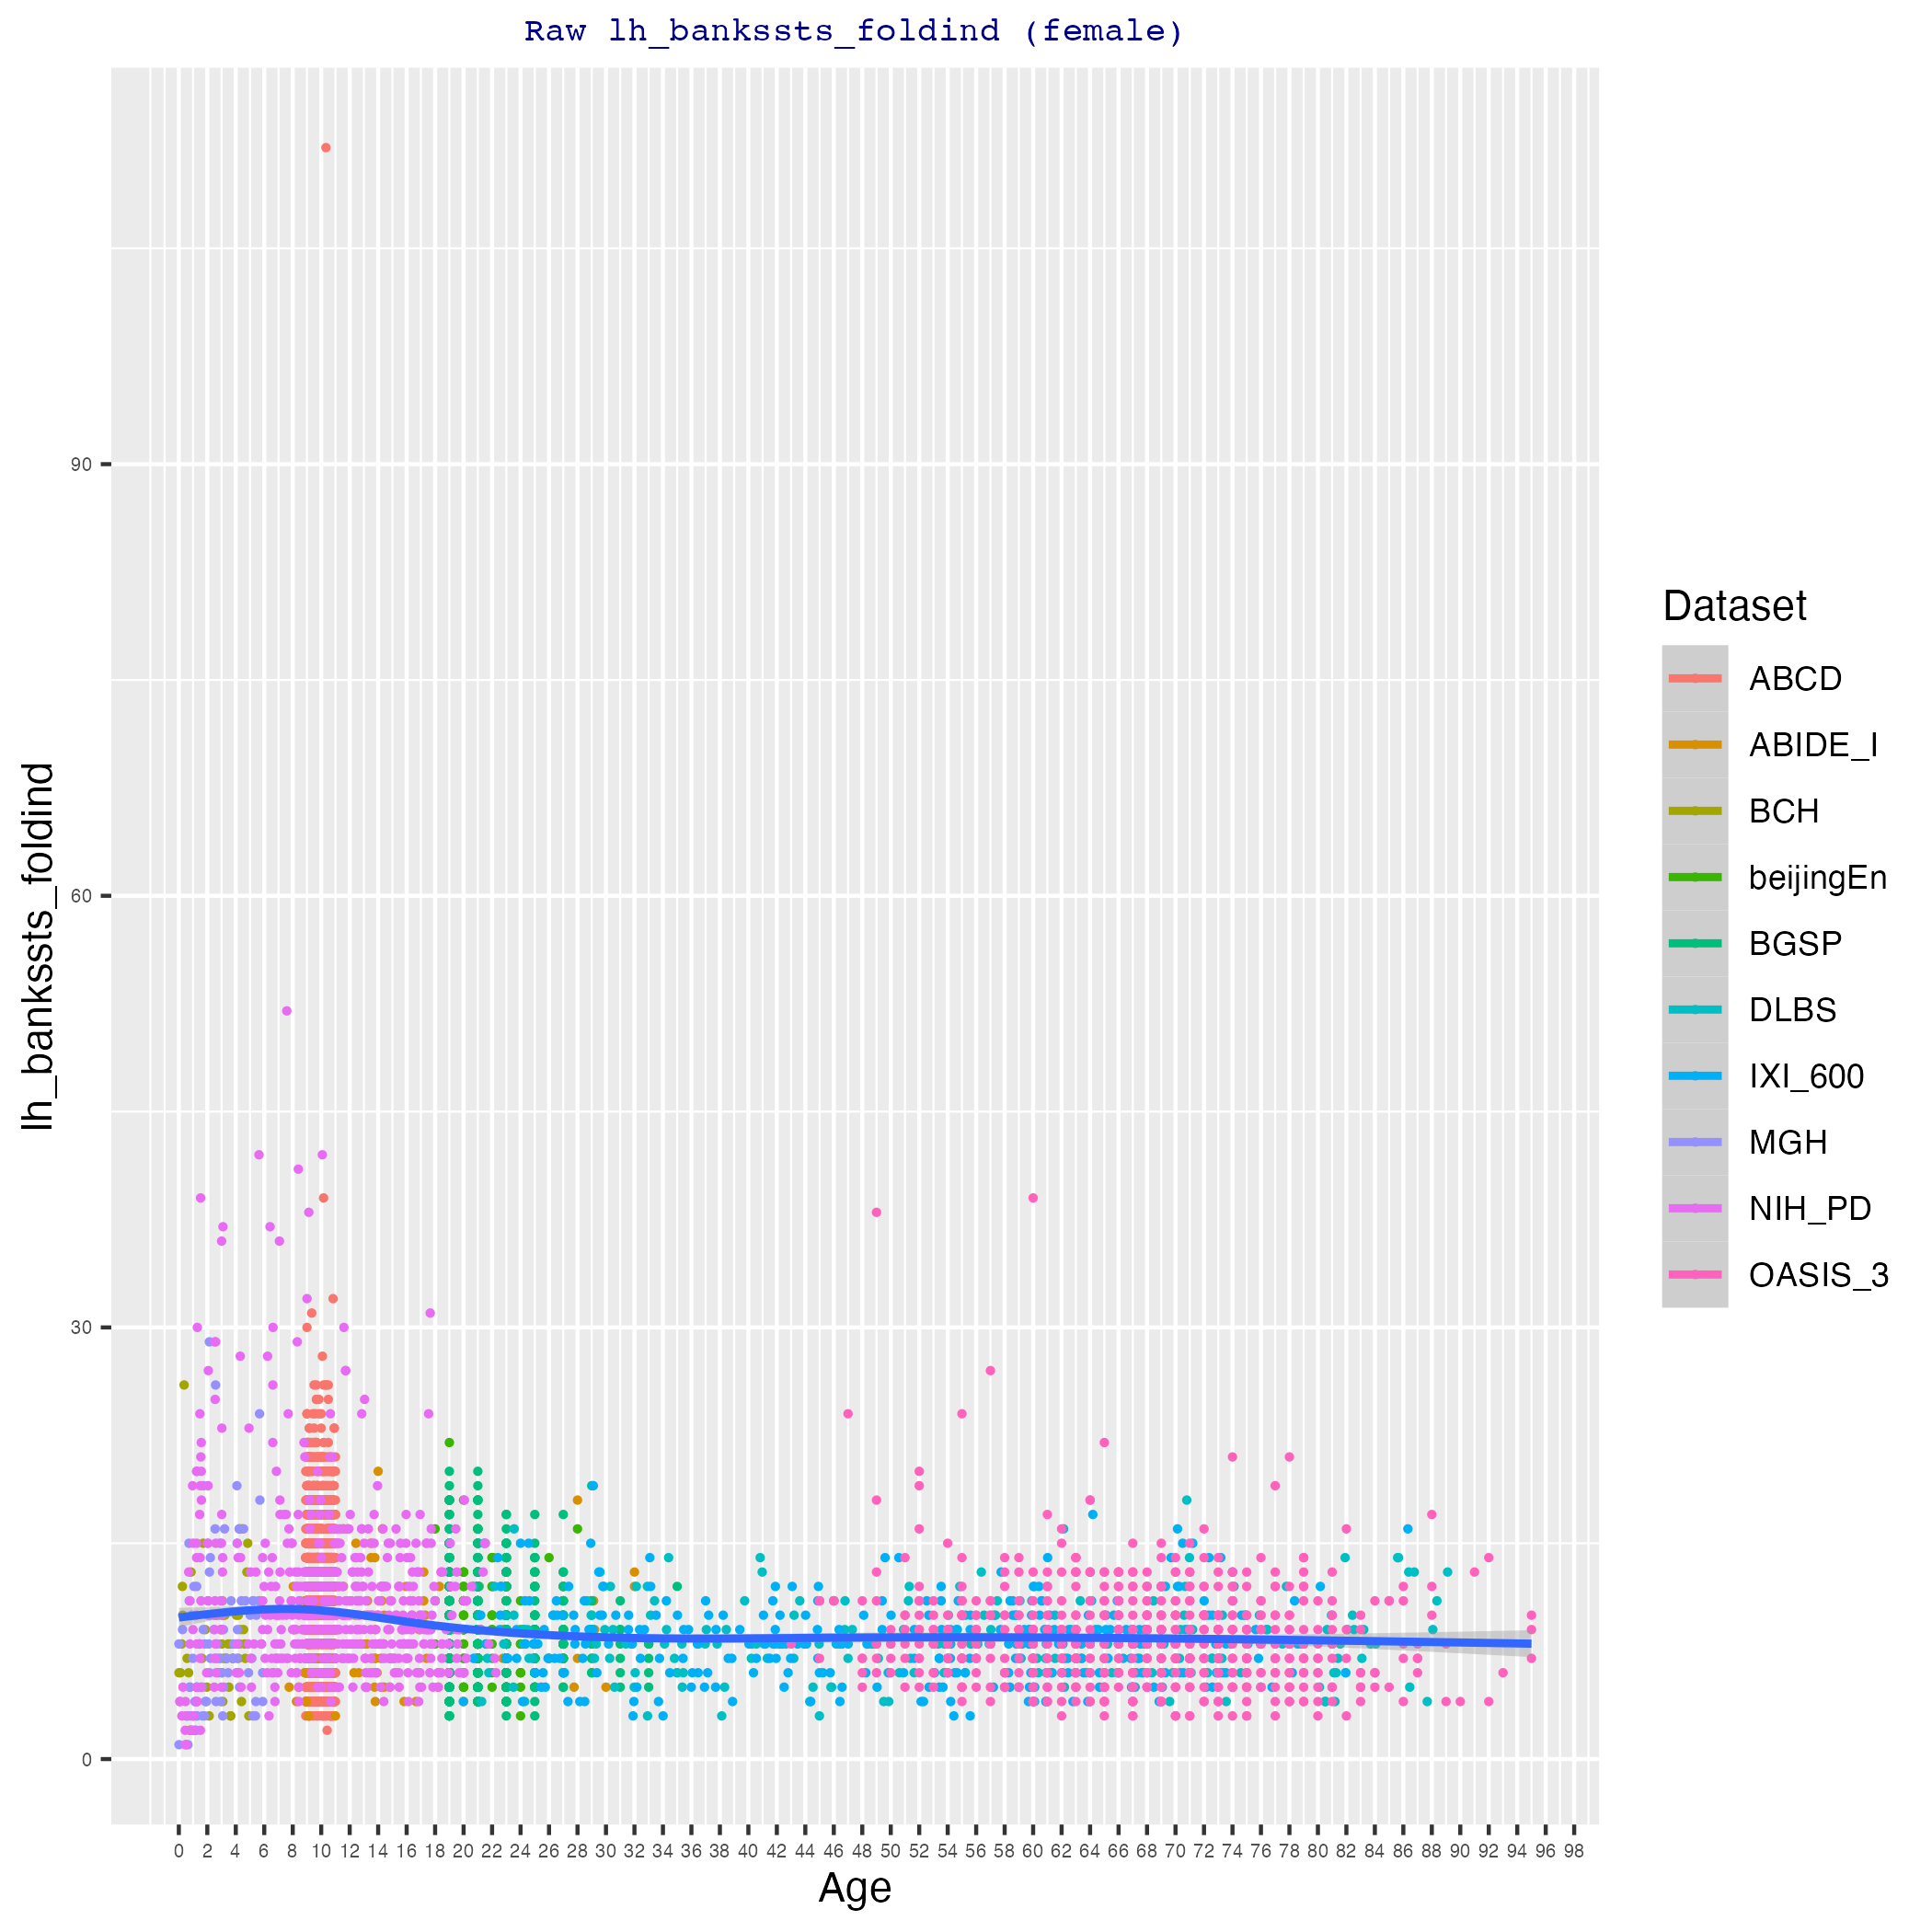 Raw lh_bankssts_foldind (female)
lh_bankssts_foldind
90
60
30
0
0 2 4 6 8 10 12 14 16 18 20 22 24 26 28 30 32 34 36 38 40 42 44 46 48 50 52 54 56 58 60 62 64 66 68 70 72 74 76 78 80 82 84 86 88 90 92 94 96 98
Age
Dataset
ABCD
ABIDE_I
BCH
beijingEn
BGSP
DLBS
IXI_600
MGH
NIH_PD
OASIS_3